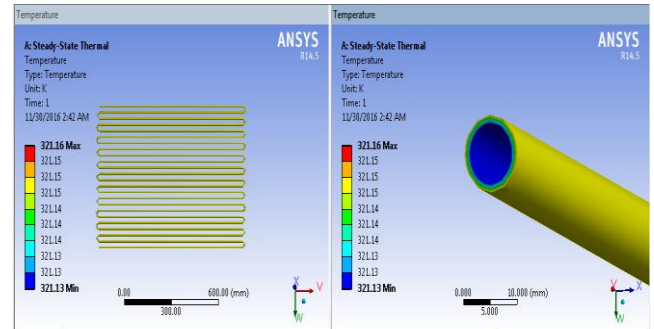 Temperature
A: Steady-State Thermal
Temperature
Type: Temperature
Unit: K
Time: 1
11/30/2016 2:42 AM
ANSYS
R14.5
321.16 Max
321.15
321.15
321.15
321.14
321.14
321.14
321.13
321.13
321.13 Min
0.00
600.00 (mm)
300.00
X
Y
W
Temperature
A: Steady-State Thermal
Temperature
Type: Temperature
Unit: K
Time: 1
11/30/2016 2:42 AM
ANSYS
R14.5
321.16 Max
321.15
321.15
321.15
321.14
321.14
321.14
321.13
321.13
321.13 Min
0.000
10.000 (mm)
5.000
Y
X
W